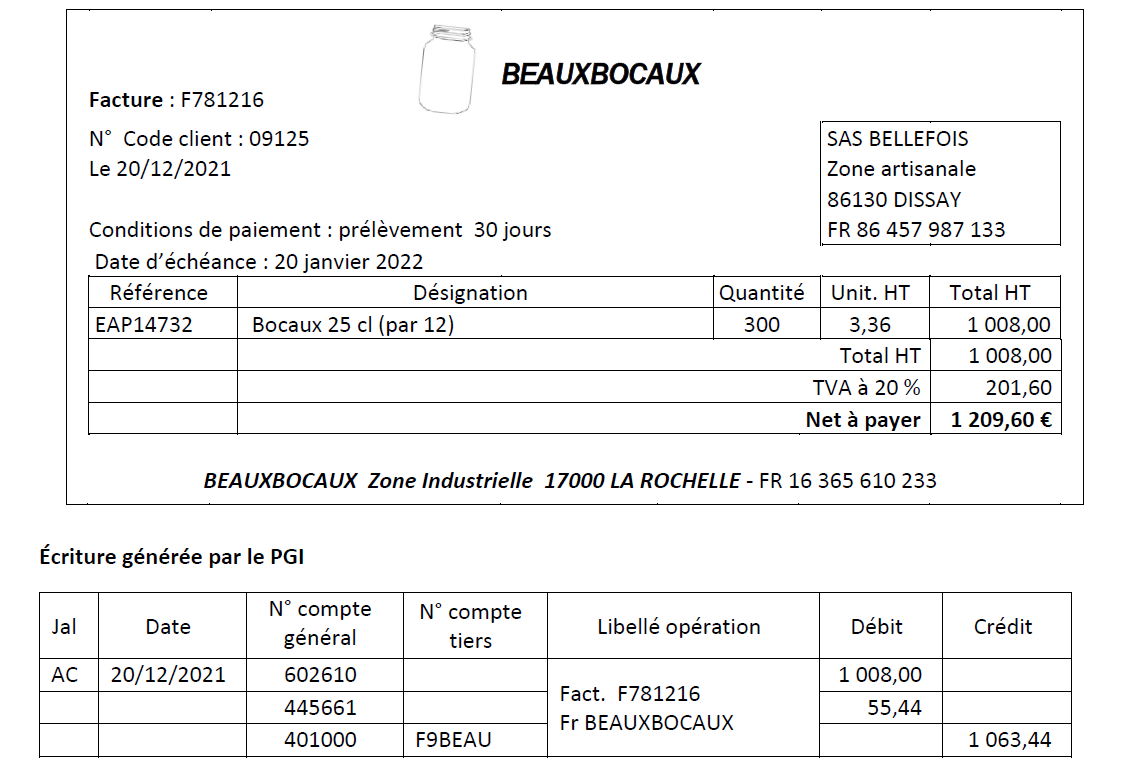 BEAUXBOCAUX
Facture : F781216
N° Code client : 09125
Le 20/12/2021
SAS BELLEFOIS
Zone artisanale
86130 DISSAY
FR 86 457 987 133
Conditions de paiement : prélèvement 30 jours
Date d’échéance : 20 janvier 2022
Référence Désignation Quantité Unit. HT Total HT
EAP14732 Bocaux 25 cl (par 12) 300 3,36 1 008,00
Total HT 1 008,00
TVA à 20 % 201,60
Net à payer 1 209,60 €
BEAUXBOCAUX Zone Industrielle 17000 LA ROCHELLE - FR 16 365 610 233
Écriture générée par le PGI
Jal Date N° compte général N° compte tiers Libellé opération Débit Crédit
AC 20/12/2021 602610 1 008,00
Fact. F781216
445661 55,44
Fr BEAUXBOCAUX
401000 F9BEAU 1 063,44